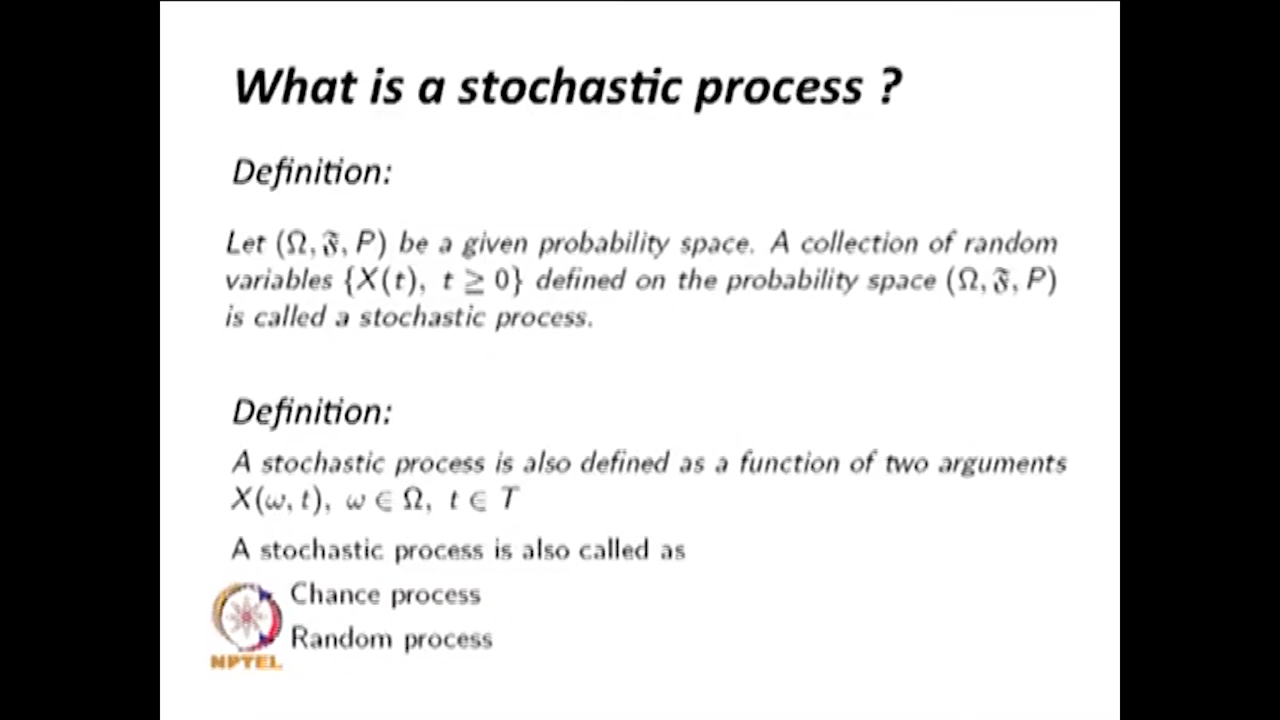 What is a stochastic process ?
Definition:
Let (Ω, 𝔉, P) be a given probability space. A collection of random
variables {X(t), t ≥ 0} defined on the probability space (Ω, 𝔉, P)
is called a stochastic process.
Definition:
A stochastic process is also defined as a function of two arguments
X(ω, t), ω ∈ Ω, t ∈ T
A stochastic process is also called as
Chance process
Random process
NPTEL